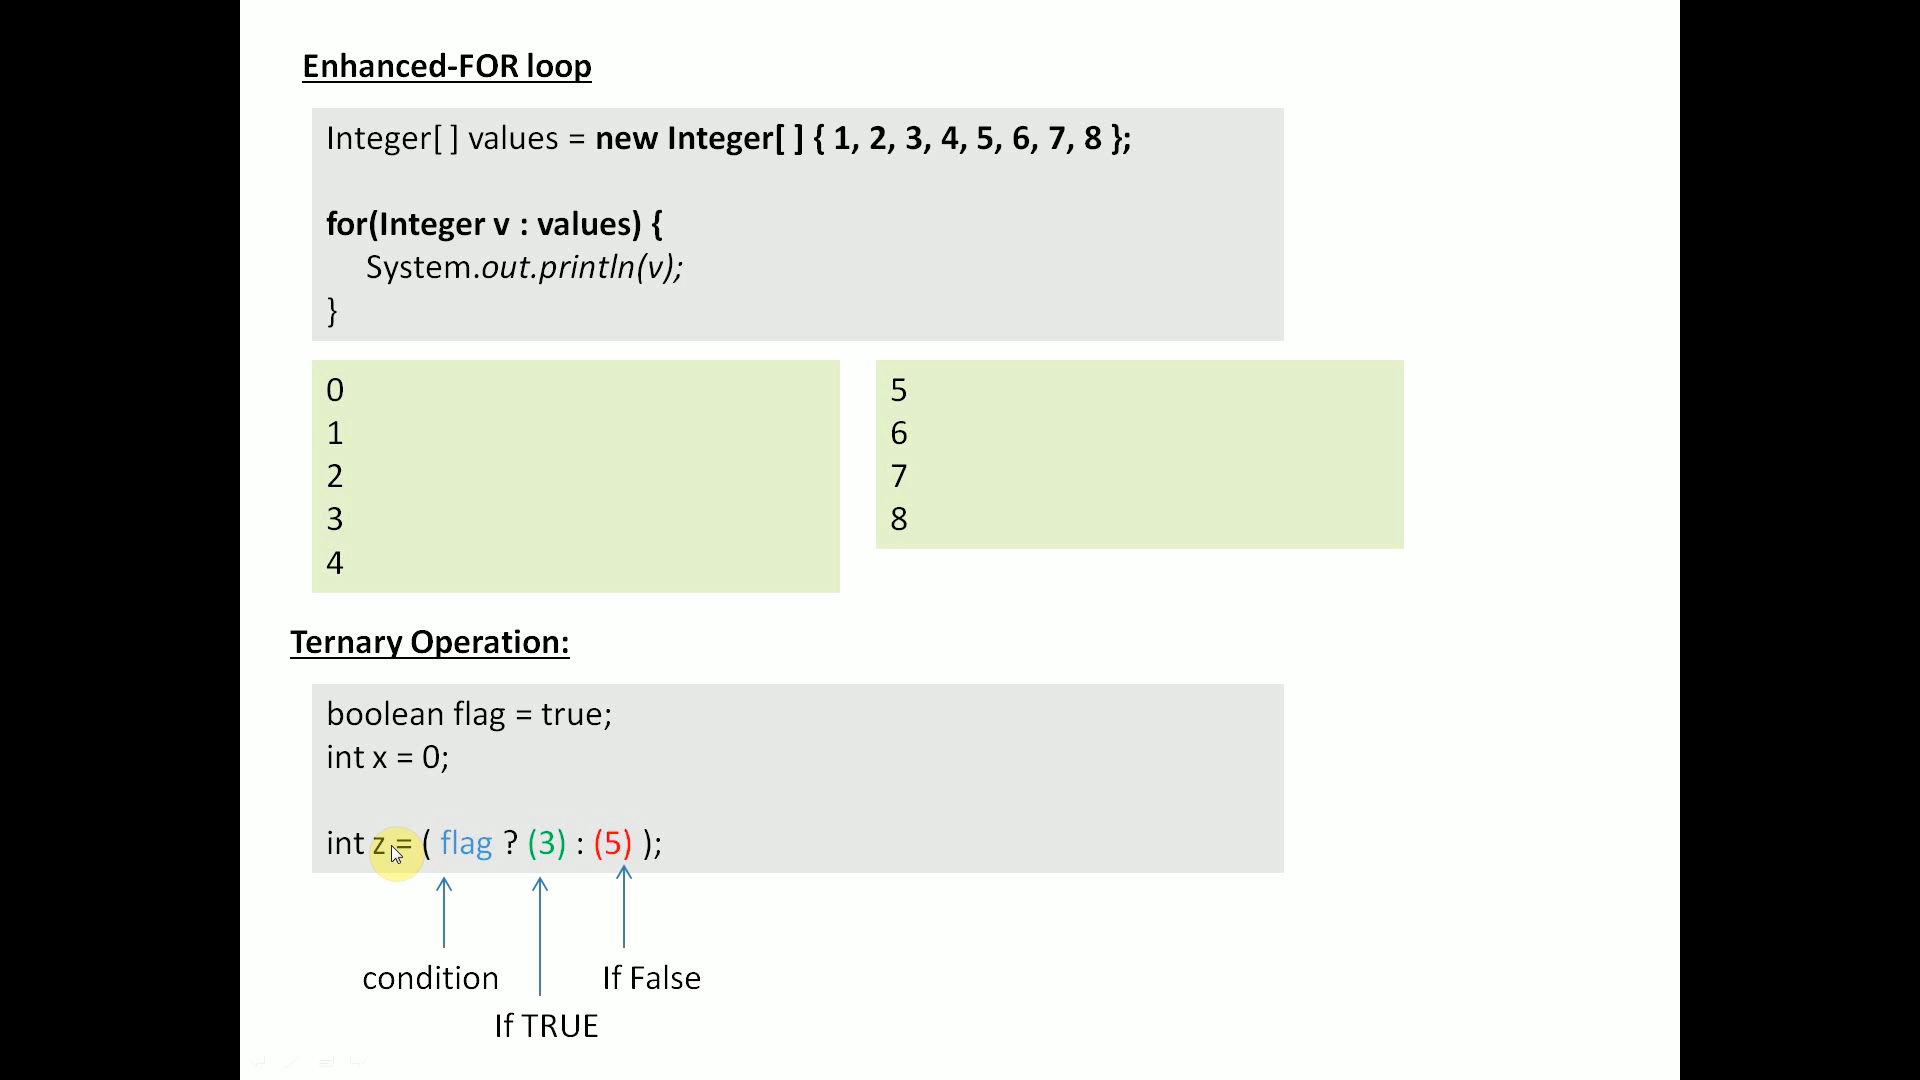 Enhanced-FOR loop
Integer[ ] values = new Integer[ ] { 1, 2, 3, 4, 5, 6, 7, 8 };
for(Integer v : values) {
System.out.println(v);
}
0
1
2
3
4
5
6
7
8
Ternary Operation:
boolean flag = true;
int x = 0;
int z = ( flag ? (3) : (5) );
condition
If False
If TRUE